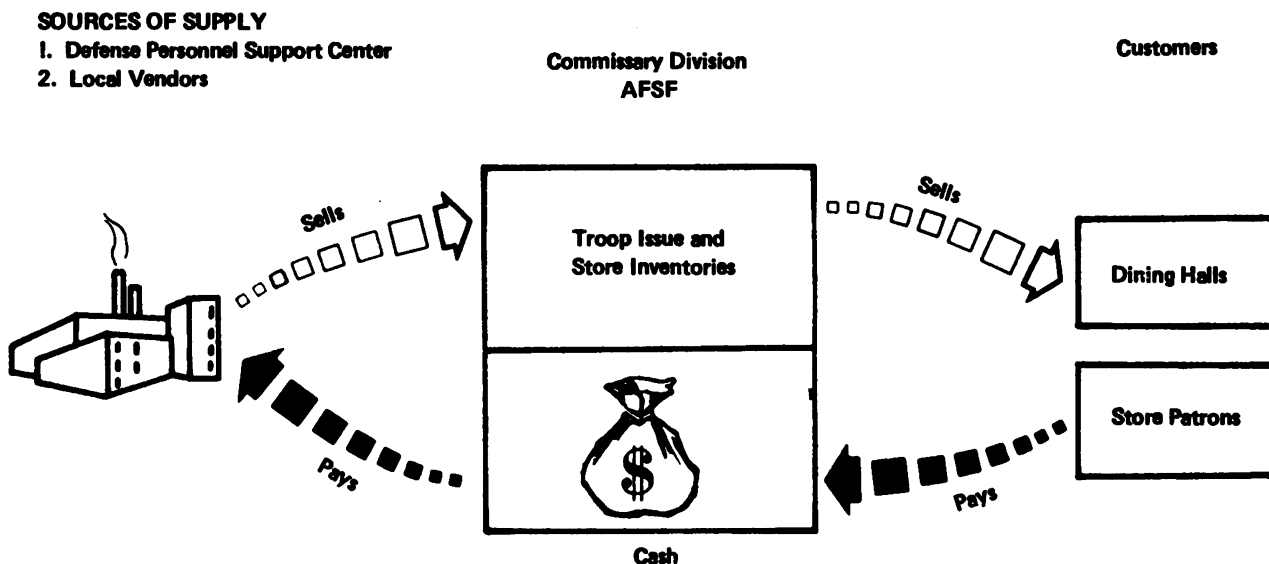 SOURCES OF SUPPLY
1. Defense Personnel Support Center
2. Local Vendors
Commissary Division
AFSF
Customers
Sells
Sells
Troop Issue and
Store Inventories
Dining Halls
Store Patrons
$
Pays
Pays
Cash